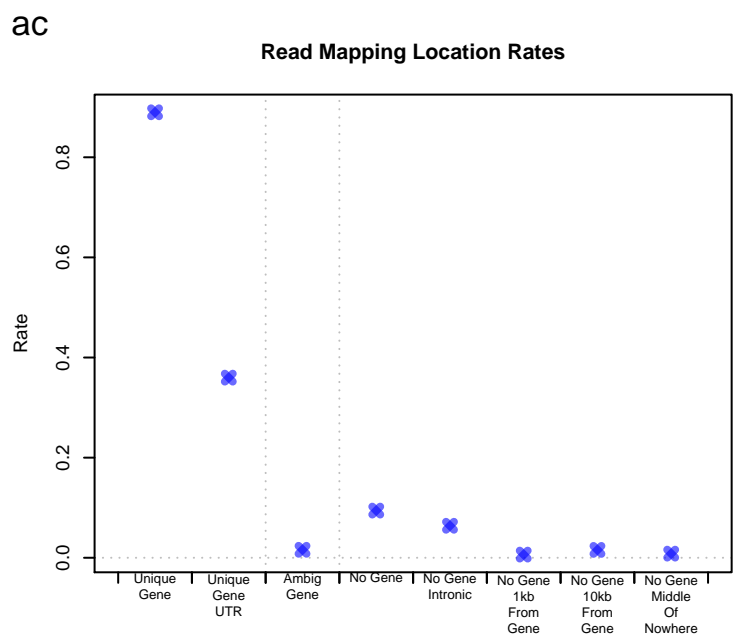 ac
Read Mapping Location Rates
Rate
0.8
0.6
0.4
0.2
0.0
Unique
Gene
Unique
Gene
UTR
Ambig
Gene
No Gene
No Gene
Intronic
No Gene
1kb
From
Gene
No Gene
10kb
From
Gene
No Gene
Middle
Of
Nowhere